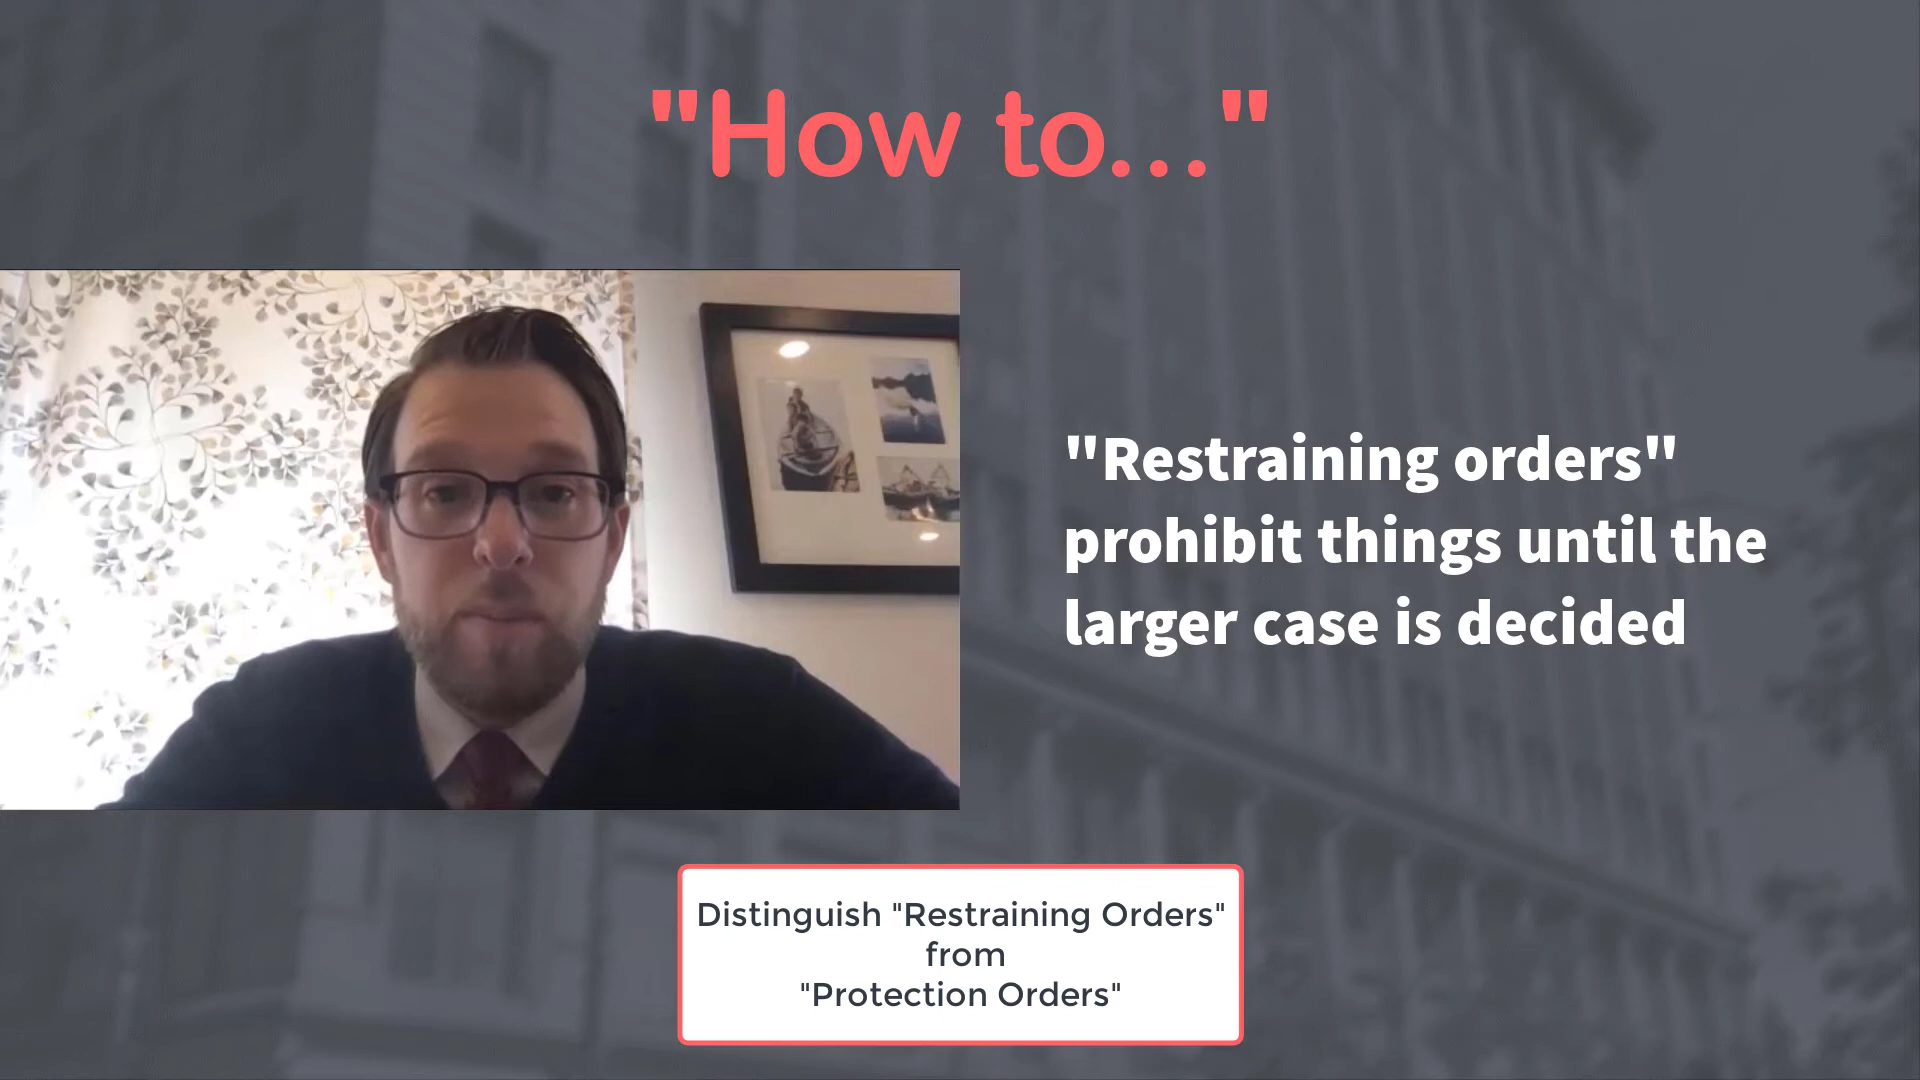 "How to..."
"Restraining orders"
prohibit things until the
larger case is decided
Distinguish "Restraining Orders"
from
"Protection Orders"